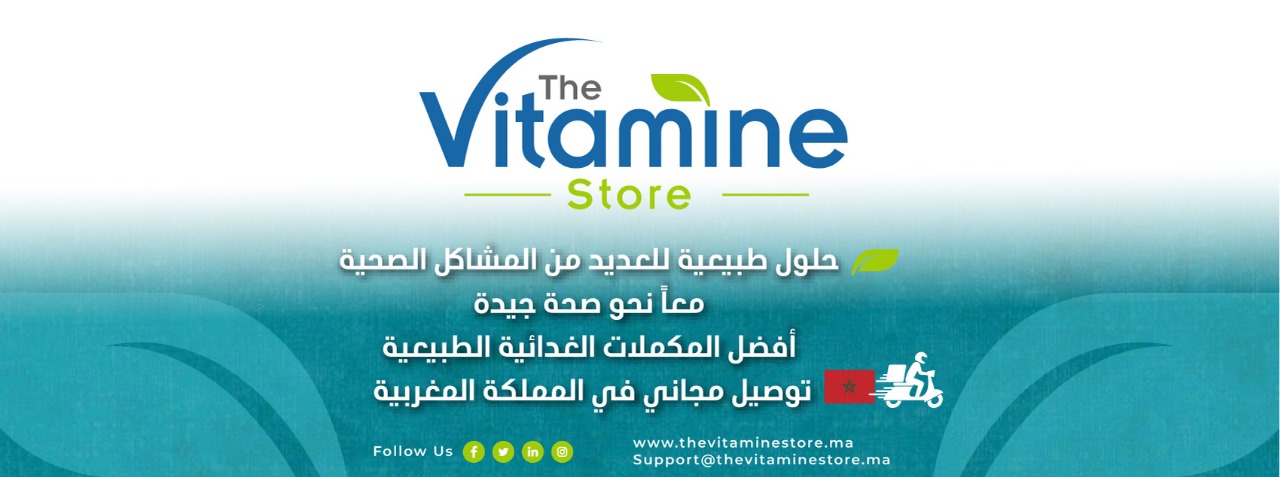 The
Vitamine
Store
حلول طبيعية للعديد من المشاكل الصحية
معاً نحو صحة جيدة
أفضل المكملات الغدائية الطبيعية
توصيل مجاني في المملكة المغربية
Follow Us
www.thevitaminestore.ma
Support@thevitaminestore.ma